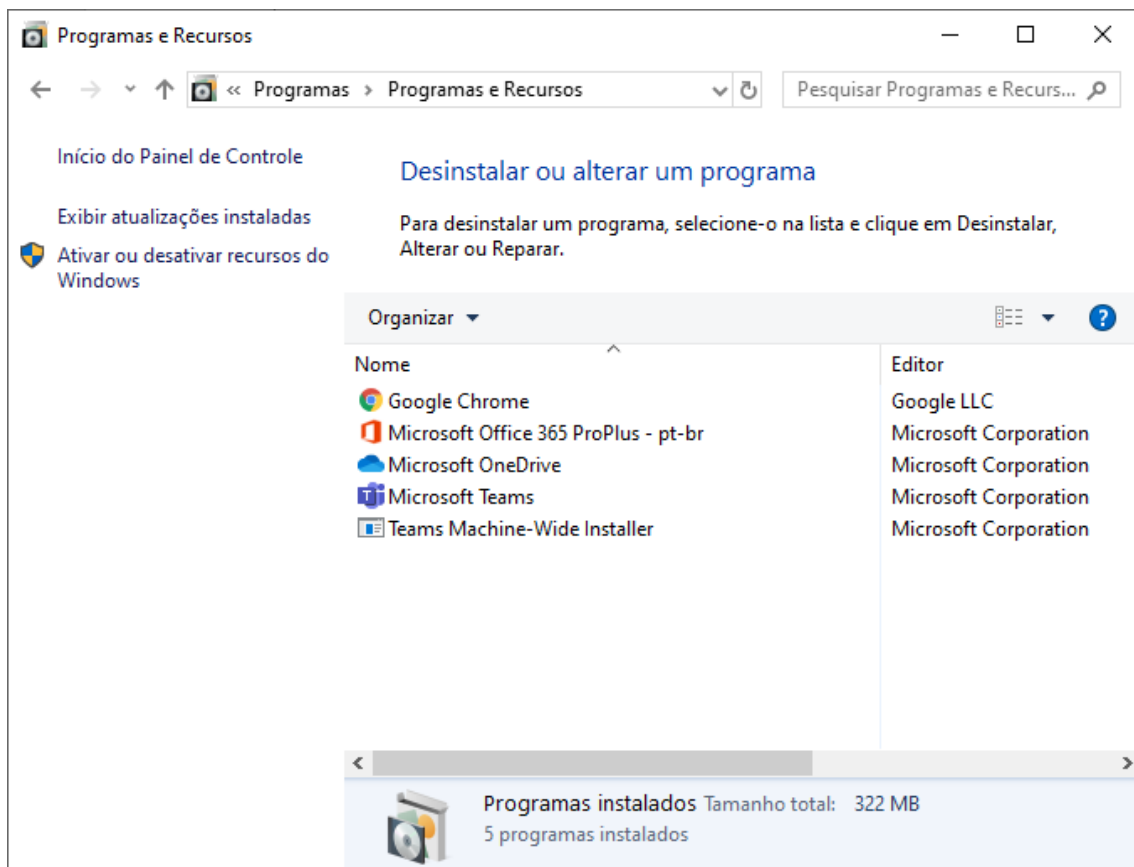 Programas e Recursos
« Programas > Programas e Recursos
Pesquisar Programas e Recurs...
Início do Painel de Controle
Exibir atualizações instaladas
Ativar ou desativar recursos do
Windows
Desinstalar ou alterar um programa
Para desinstalar um programa, selecione-o na lista e clique em Desinstalar,
Alterar ou Reparar.
Organizar
Nome Editor
Google Chrome Google LLC
Microsoft Office 365 ProPlus - pt-br Microsoft Corporation
Microsoft OneDrive Microsoft Corporation
Microsoft Teams Microsoft Corporation
Teams Machine-Wide Installer Microsoft Corporation
Programas instalados Tamanho total: 322 MB
5 programas instalados